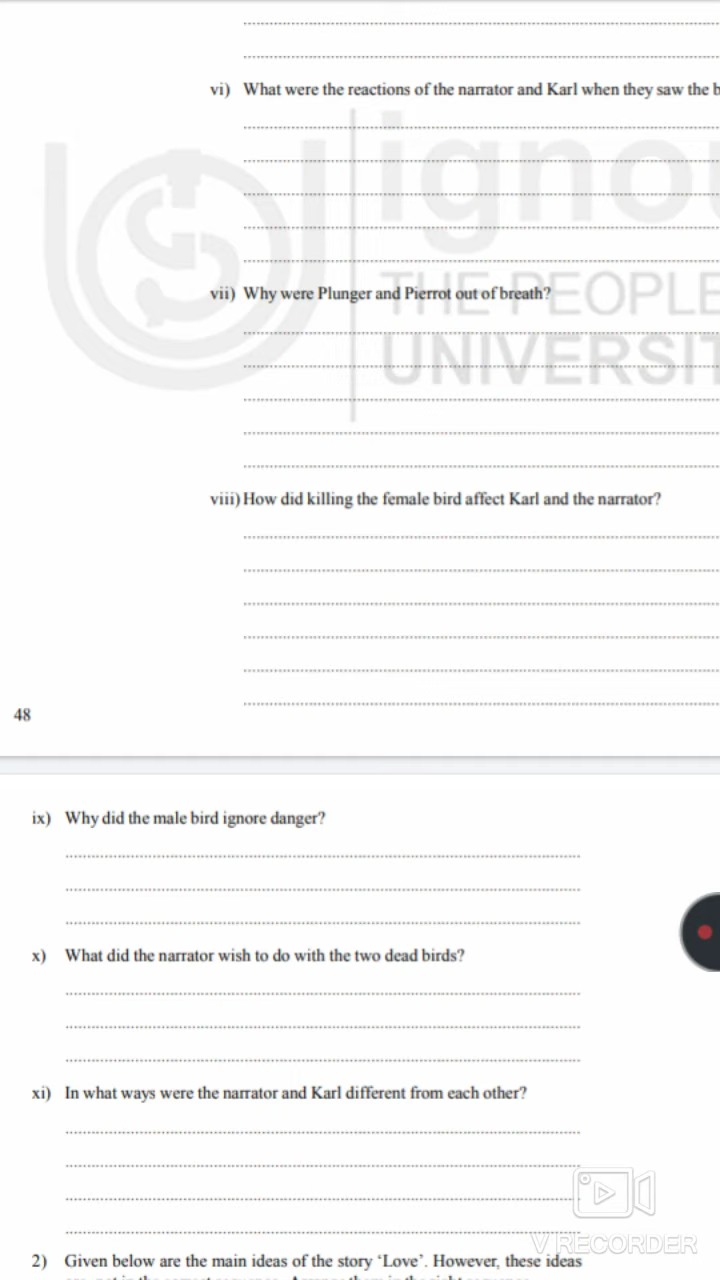 vi) What were the reactions of the narrator and Karl when they saw the
ignou
THE PEOPLE
vii) Why were Plunger and Pierrot out of breath?
UNIVERSIT
viii) How did killing the female bird affect Karl and the narrator?
48
ix) Why did the male bird ignore danger?
x) What did the narrator wish to do with the two dead birds?
xi) In what ways were the narrator and Karl different from each other?
V RECORDER
2) Given below are the main ideas of the story ‘Love’. However, these ideas